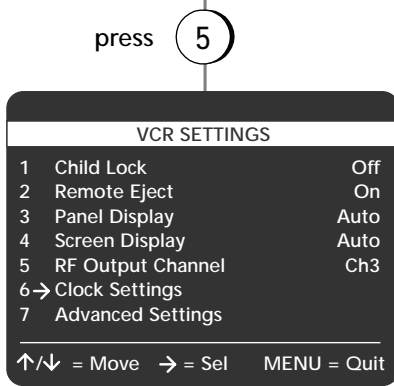 press 5
VCR SETTINGS
1 Child Lock Off
2 Remote Eject On
3 Panel Display Auto
4 Screen Display Auto
5 RF Output Channel Ch3
6→ Clock Settings
7 Advanced Settings
↑/↓ = Move → = Sel MENU = Quit